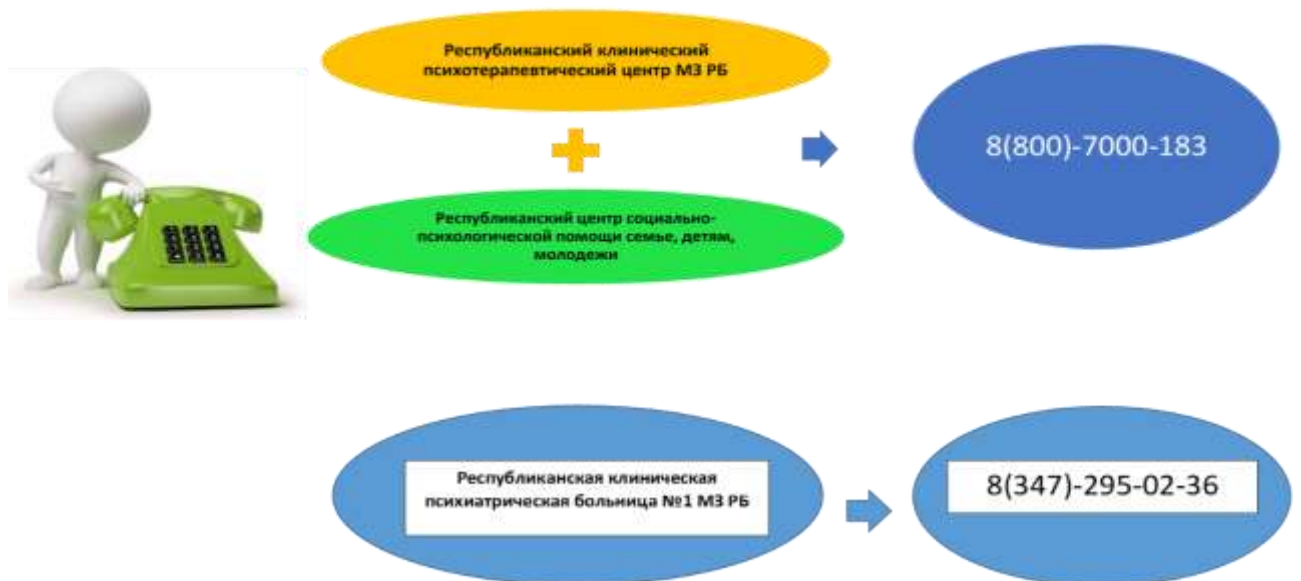 Республиканский клинический
психотерапевтический центр МЗ РБ
8(800)-7000-183
Республиканский центр социально-
психологической помощи семье, детям,
молодежи
Республиканская клиническая
психиатрическая больница №1 МЗ РБ
8(347)-295-02-36